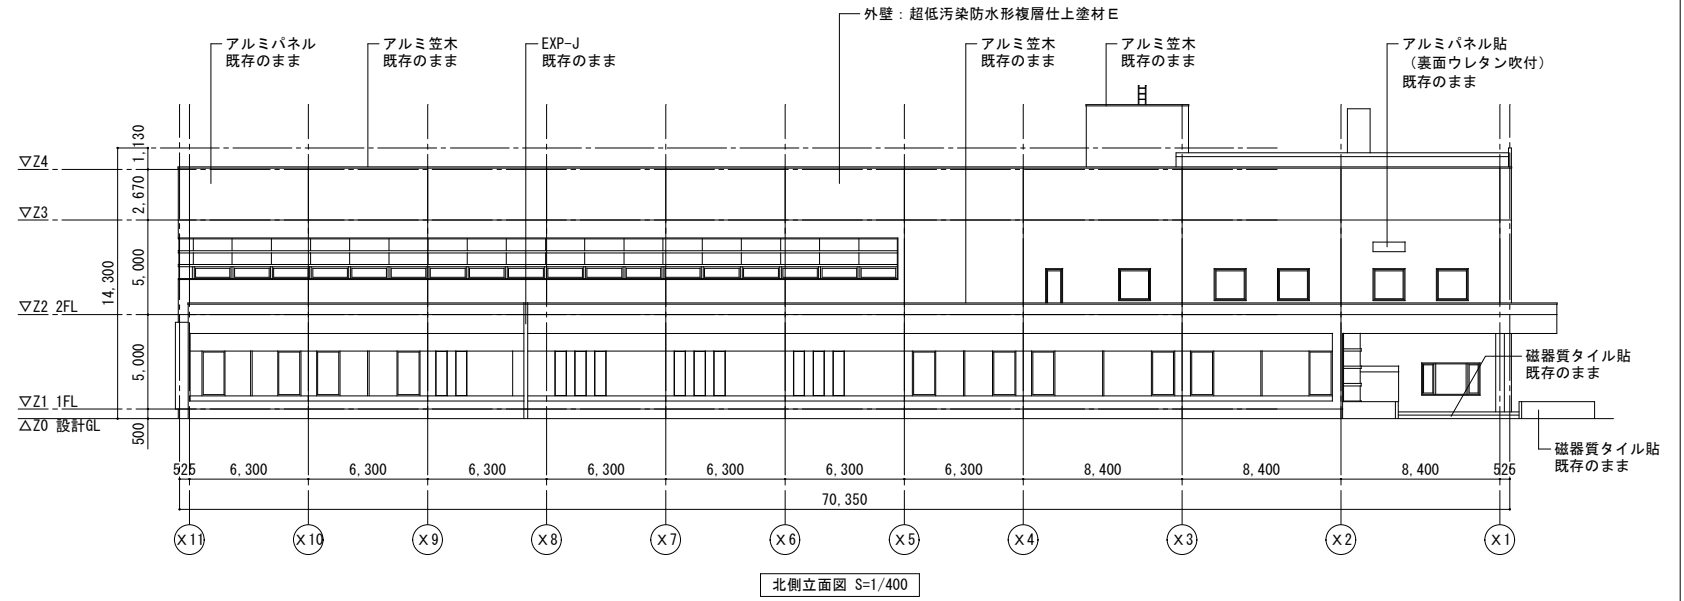 外壁：超低汚染防水形複層仕上塗材E
アルミパネル
既存のまま
アルミ笠木
既存のまま
EXP-J
既存のまま
アルミ笠木
既存のまま
アルミ笠木
既存のまま
アルミパネル貼
（裏面ウレタン吹付）
既存のまま
▽Z4
▽Z3
▽Z2 2FL
▽Z1 1FL
△Z0 設計GL
1,130
2,670
5,000
14,300
5,000
500
磁器質タイル貼
既存のまま
磁器質タイル貼
既存のまま
525 6,300 6,300 6,300 6,300 6,300 6,300 6,300 8,400 8,400 8,400 525
70,350
X11 X10 X9 X8 X7 X6 X5 X4 X3 X2 X1
北側立面図 S=1/400